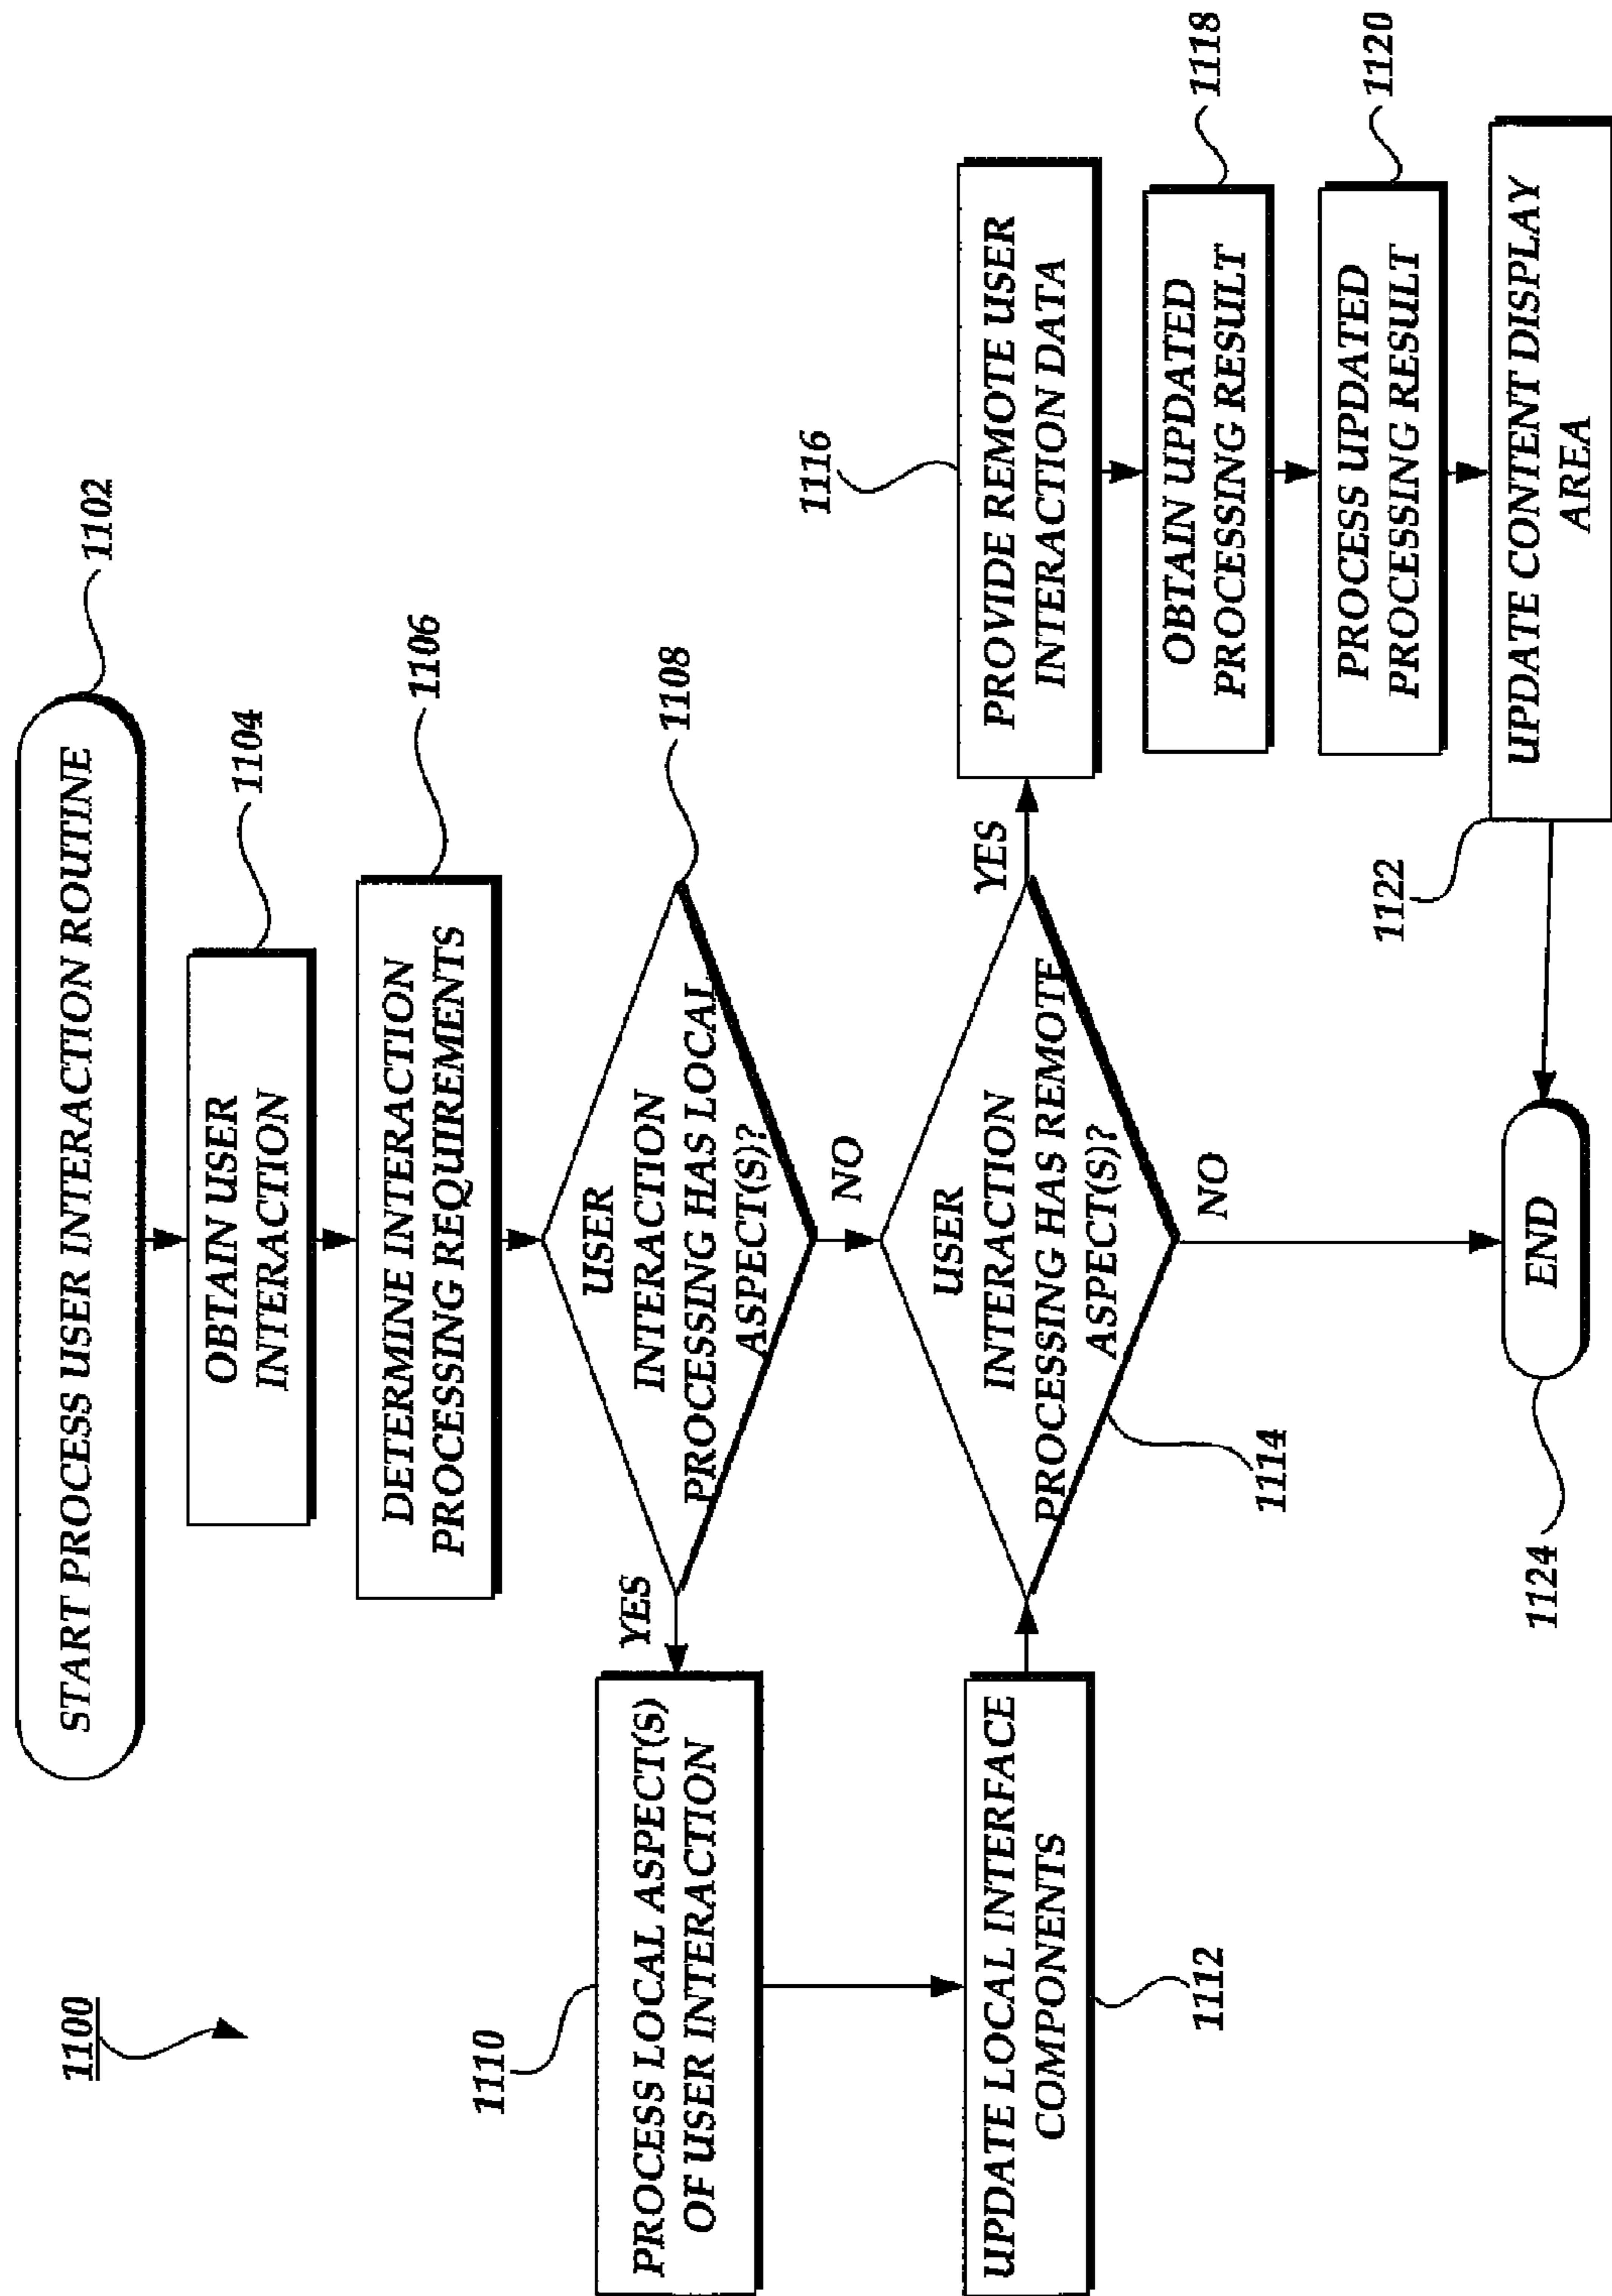 1100
START PROCESS USER INTERACTION ROUTINE
1102
OBTAIN USER
INTERACTION
1104
DETERMINE INTERACTION
PROCESSING REQUIREMENTS
1106
USER
INTERACTION
PROCESSING HAS LOCAL
ASPECT(S)?
1108
YES
NO
1110
PROCESS LOCAL ASPECT(S)
OF USER INTERACTION
UPDATE LOCAL INTERFACE
COMPONENTS
1112
USER
INTERACTION
PROCESSING HAS REMOTE
ASPECT(S)?
1114
YES
NO
1116
PROVIDE REMOTE USER
INTERACTION DATA
OBTAIN UPDATED
PROCESSING RESULT
1118
PROCESS UPDATED
PROCESSING RESULT
1120
UPDATE CONTENT DISPLAY
AREA
1122
END
1124